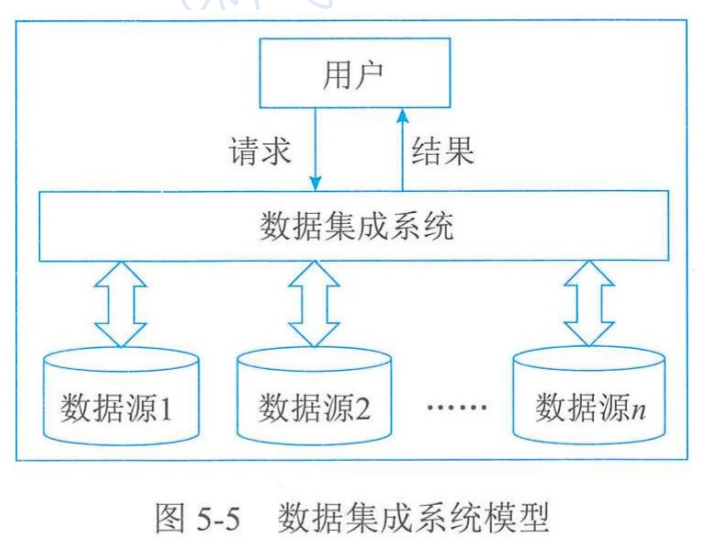 用户
请求 结果
数据集成系统
数据源1 数据源2 …… 数据源n
图 5-5 数据集成系统模型